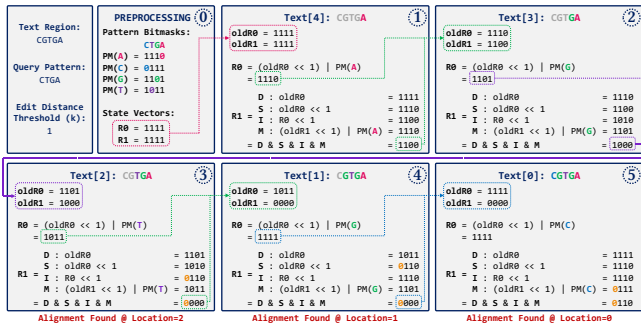 Text Region:
CGTGA
Query Pattern:
CTGA
Edit Distance
Threshold (k):
1
PREPROCESSING 0
Pattern Bitmasks:
CTGA
PM(A) = 1110
PM(C) = 0111
PM(G) = 1101
PM(T) = 1011
State Vectors:
R0 = 1111
R1 = 1111
Text[4]: CGTGA 1
oldR0 = 1111
oldR1 = 1111
R0 = (oldR0 << 1) | PM(A)
= 1110
D : oldR0 = 1111
S : oldR0 << 1 = 1110
R1 = I : R0 << 1 = 1100
M : (oldR1 << 1) | PM(A) = 1110
= D & S & I & M = 1100
Text[3]: CGTGA 2
oldR0 = 1110
oldR1 = 1100
R0 = (oldR0 << 1) | PM(G)
= 1101
D : oldR0 = 1110
S : oldR0 << 1 = 1100
R1 = I : R0 << 1 = 1010
M : (oldR1 << 1) | PM(G) = 1101
= D & S & I & M = 1000
Text[2]: CGTGA 3
oldR0 = 1101
oldR1 = 1000
R0 = (oldR0 << 1) | PM(T)
= 1011
D : oldR0 = 1101
S : oldR0 << 1 = 1010
R1 = I : R0 << 1 = 0110
M : (oldR1 << 1) | PM(T) = 1011
= D & S & I & M = 0000
Alignment Found @ Location=2
Text[1]: CGTGA 4
oldR0 = 1011
oldR1 = 0000
R0 = (oldR0 << 1) | PM(G)
= 1111
D : oldR0 = 1011
S : oldR0 << 1 = 0110
R1 = I : R0 << 1 = 1110
M : (oldR1 << 1) | PM(G) = 1101
= D & S & I & M = 0000
Alignment Found @ Location=1
Text[0]: CGTGA 5
oldR0 = 1111
oldR1 = 0000
R0 = (oldR0 << 1) | PM(C)
= 1111
D : oldR0 = 1111
S : oldR0 << 1 = 1110
R1 = I : R0 << 1 = 1110
M : (oldR1 << 1) | PM(C) = 0111
= D & S & I & M = 0110
Alignment Found @ Location=0